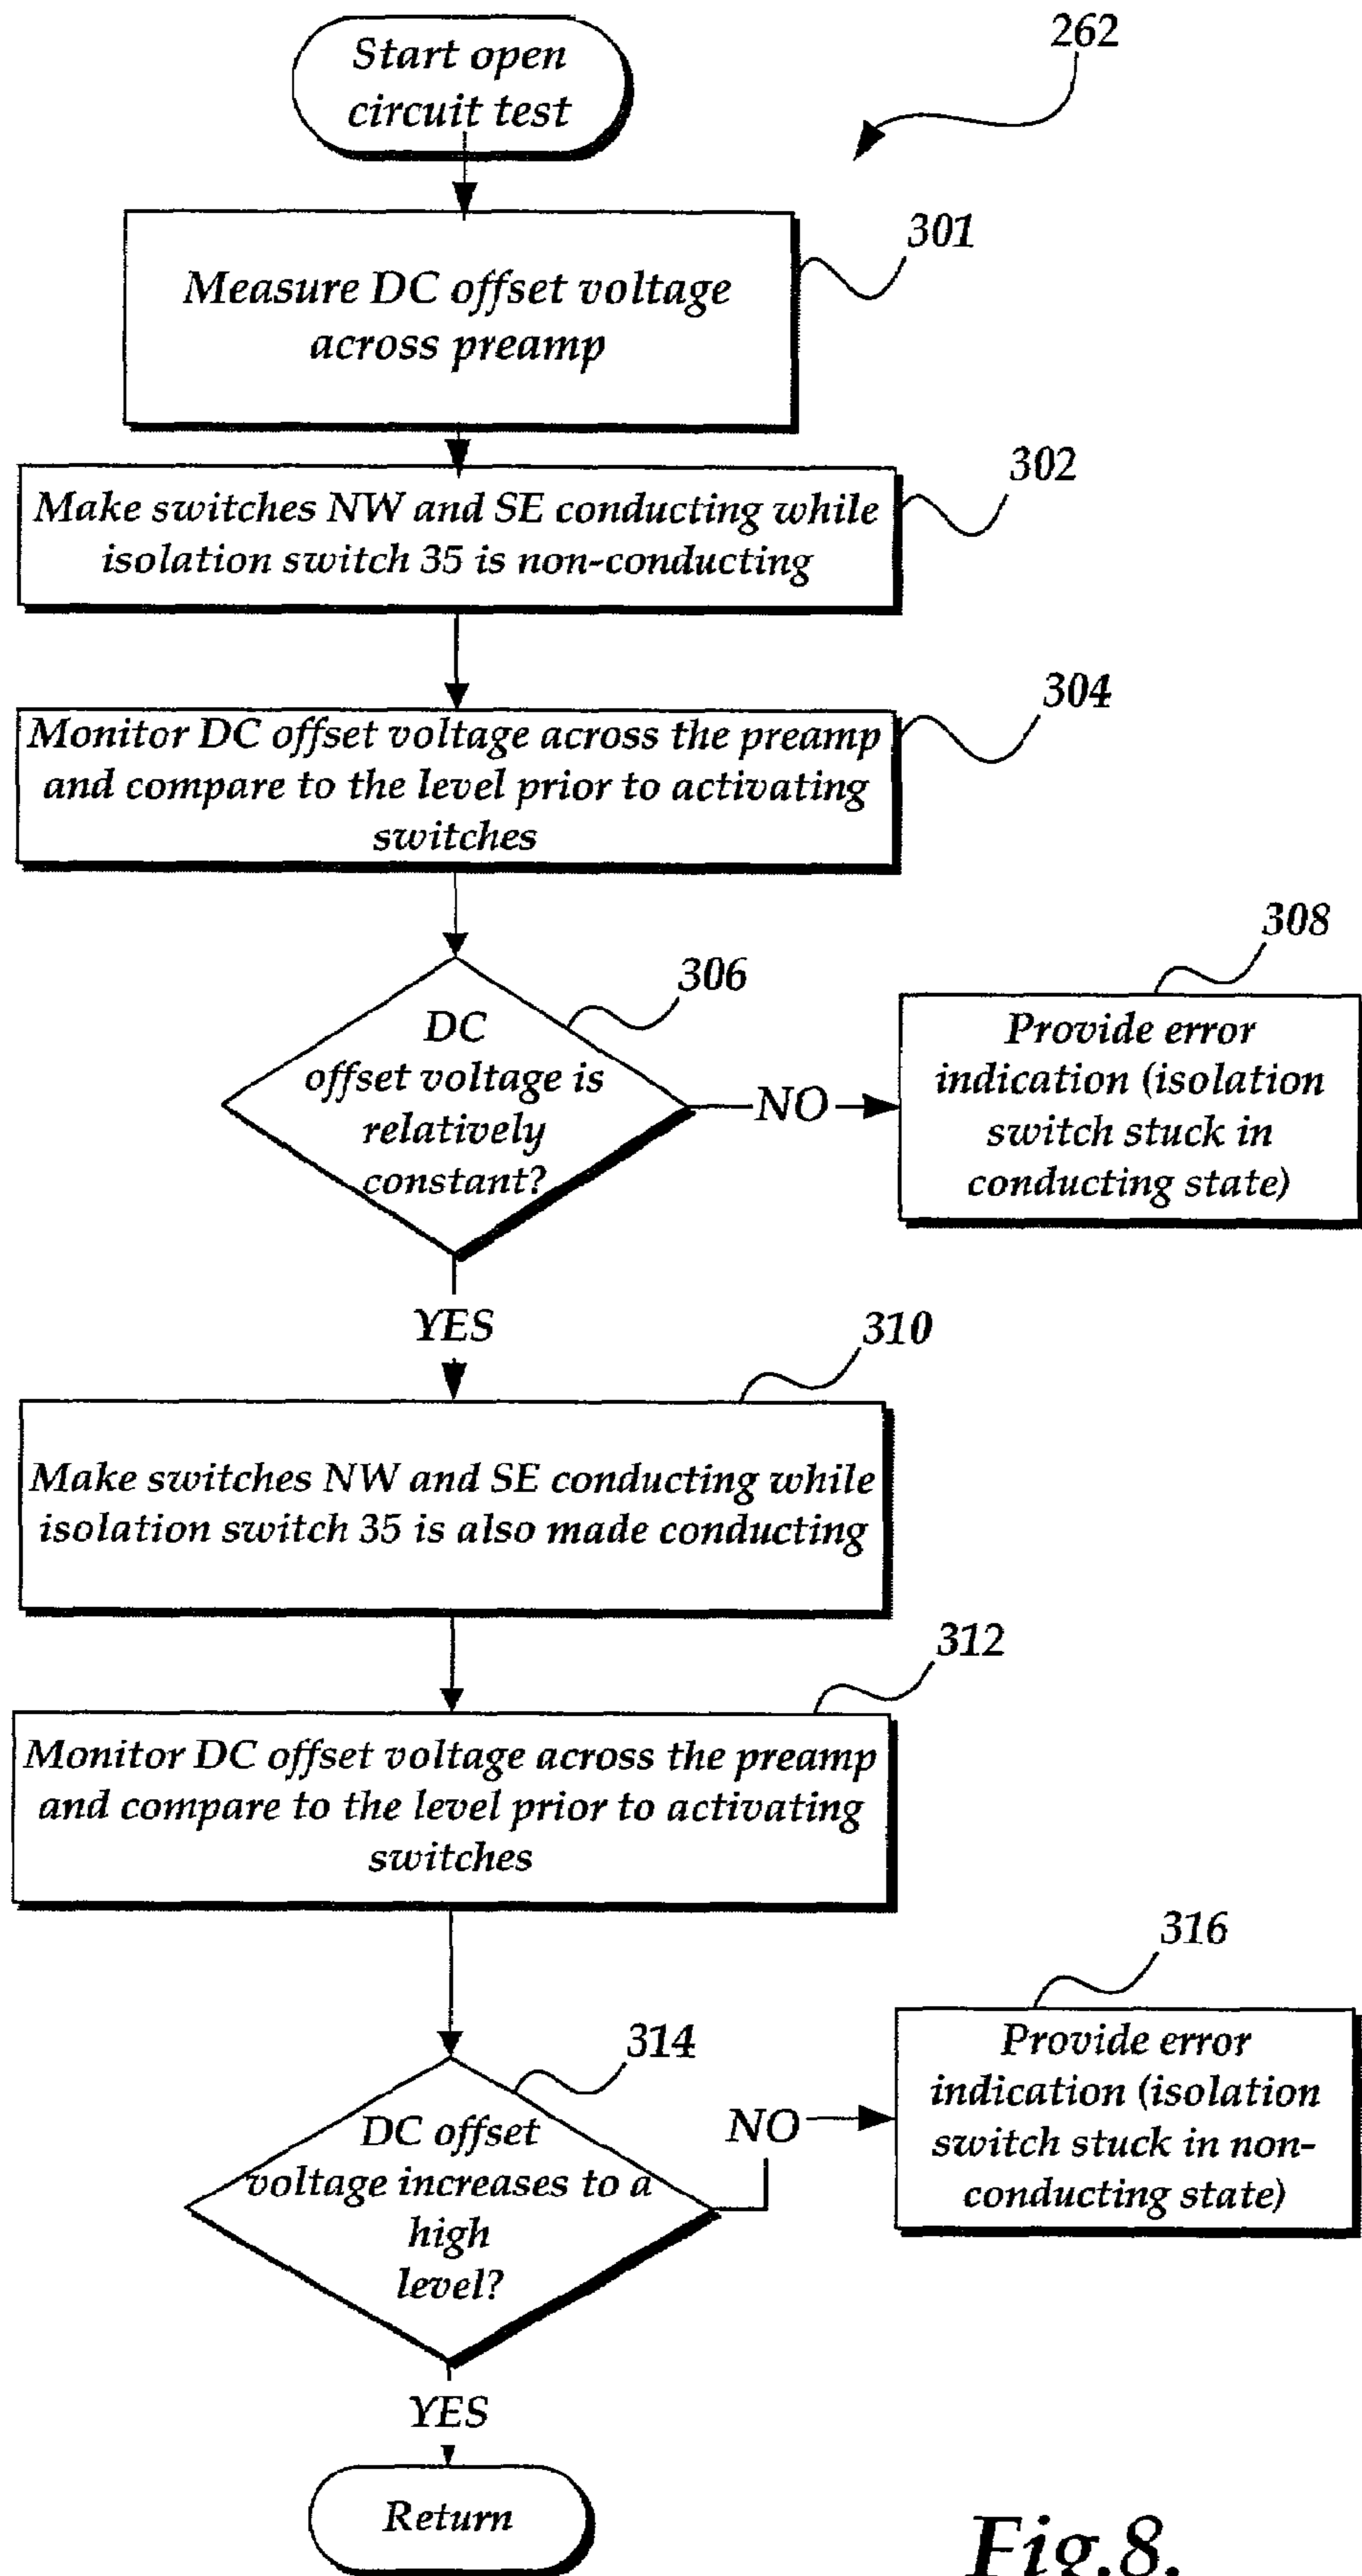 Start open
circuit test
262
301
Measure DC offset voltage
across preamp
302
Make switches NW and SE conducting while
isolation switch 35 is non-conducting
304
Monitor DC offset voltage across the preamp
and compare to the level prior to activating
switches
306
DC
offset voltage is
relatively
constant?
NO
308
Provide error
indication (isolation
switch stuck in
conducting state)
YES
310
Make switches NW and SE conducting while
isolation switch 35 is also made conducting
312
Monitor DC offset voltage across the preamp
and compare to the level prior to activating
switches
314
DC offset
voltage increases to a
high
level?
NO
316
Provide error
indication (isolation
switch stuck in non-
conducting state)
YES
Return
Fig.8.